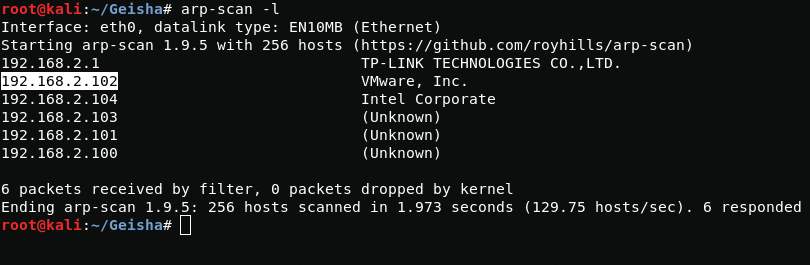 root@kali:~/Geisha# arp-scan -l
Interface: eth0, datalink type: EN10MB (Ethernet)
Starting arp-scan 1.9.5 with 256 hosts (https://github.com/royhills/arp-scan)
192.168.2.1 TP-LINK TECHNOLOGIES CO.,LTD.
192.168.2.102 VMware, Inc.
192.168.2.104 Intel Corporate
192.168.2.103 (Unknown)
192.168.2.101 (Unknown)
192.168.2.100 (Unknown)
6 packets received by filter, 0 packets dropped by kernel
Ending arp-scan 1.9.5: 256 hosts scanned in 1.973 seconds (129.75 hosts/sec). 6 responded
root@kali:~/Geisha#